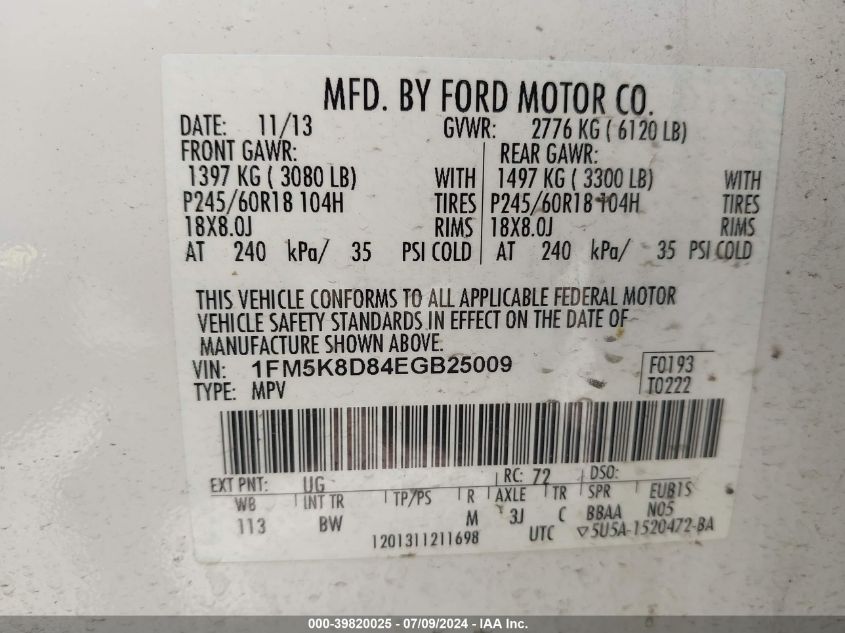 MFD. BY FORD MOTOR CO.
DATE: 11/13 GVWR: 2776 KG ( 6120 LB)
FRONT GAWR: REAR GAWR:
1397 KG ( 3080 LB) WITH 1497 KG ( 3300 LB) WITH
P245/60R18 104H TIRES P245/60R18 104H TIRES
18X8.0J RIMS 18X8.0J RIMS
AT 240 kPa/ 35 PSI COLD AT 240 kPa/ 35 PSI COLD
THIS VEHICLE CONFORMS TO ALL APPLICABLE FEDERAL MOTOR
VEHICLE SAFETY STANDARDS IN EFFECT ON THE DATE OF
MANUFACTURE SHOWN ABOVE.
VIN: 1FM5K8D84EGB25009 F0193
TYPE: MPV T0222
EXT PNT: UG RC: 72 DSO:
WB INT TR TP/PS R AXLE TR SPR EUB1S
113 BW M 3J C BBAA N05
1201311211698 UTC ▽5U5A-1520472-BA
000-39820025 / 07/09/2024 - IAA Inc.